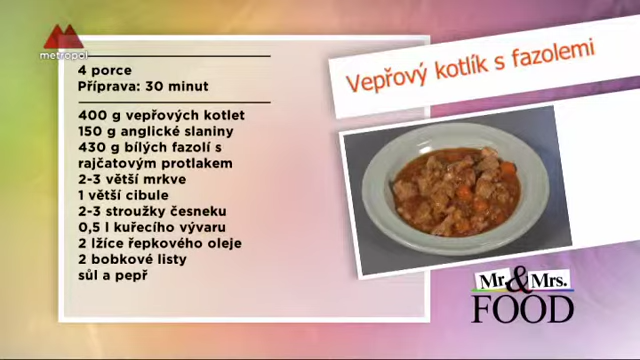 metropol
4 porce
Příprava: 30 minut
400 g vepřových kotlet
150 g anglické slaniny
430 g bílých fazolí s
rajčatovým protlakem
2-3 větší mrkve
1 větší cibule
2-3 stroužky česneku
0,5 l kuřecího vývaru
2 lžíce řepkového oleje
2 bobkové listy
sůl a pepř
Vepřový kotlík s fazolemi
Mr. & Mrs.
FOOD